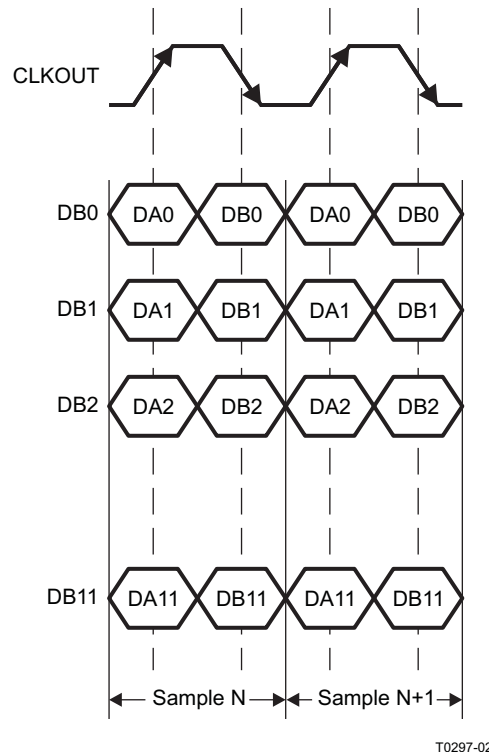 CLKOUT
DB0 DA0 DB0 DA0 DB0
DB1 DA1 DB1 DA1 DB1
DB2 DA2 DB2 DA2 DB2
DB11 DA11 DB11 DA11 DB11
Sample N Sample N+1
T0297-02